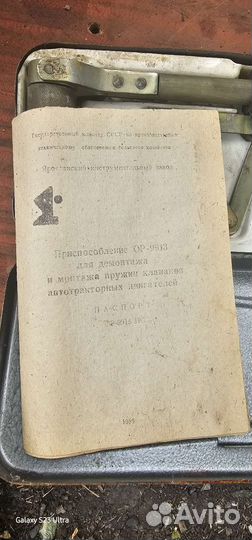 Государственный комитет СССР по производственно-
техническому обеспечению сельского хозяйства
Ярославский инструментальный завод
Приспособление ОР-9913
для демонтажа
и монтажа пружин клапанов
автотракторных двигателей
ПАСПОРТ
Galaxy S23 Ultra
Avito